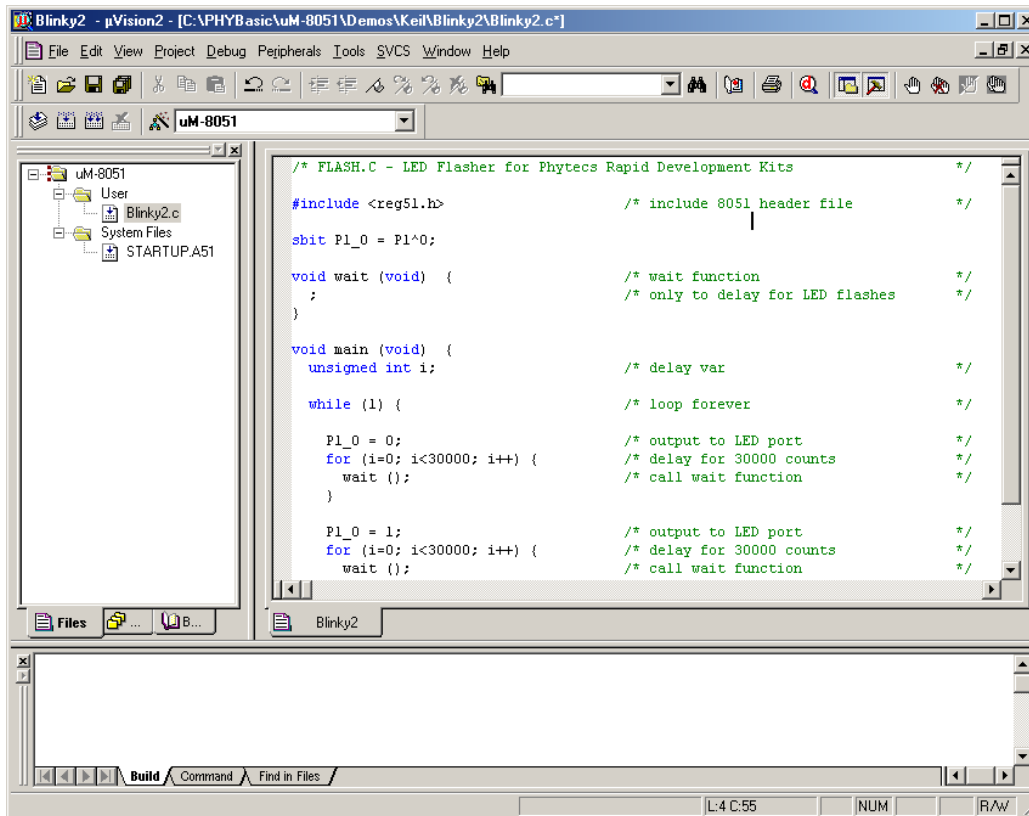 Blinky2 - µVision2 - [C:\PHYBasic\uM-8051\Demos\Keil\Blinky2\Blinky2.c*]
File Edit View Project Debug Peripherals Tools SVCS Window Help
uM-8051
uM-8051
User
Blinky2.c
System Files
STARTUP.A51
Files ... B...
/* FLASH.C - LED Flasher for Phytecs Rapid Development Kits */
#include <reg51.h> /* include 8051 header file */
sbit P1_0 = P1^0;
void wait (void) { /* wait function */
; /* only to delay for LED flashes */
}
void main (void) {
unsigned int i; /* delay var */
while (1) { /* loop forever */
P1_0 = 0; /* output to LED port */
for (i=0; i<30000; i++) { /* delay for 30000 counts */
wait (); /* call wait function */
}
P1_0 = 1; /* output to LED port */
for (i=0; i<30000; i++) { /* delay for 30000 counts */
wait (); /* call wait function */
Blinky2
Build Command Find in Files
L:4 C:55 NUM R/W